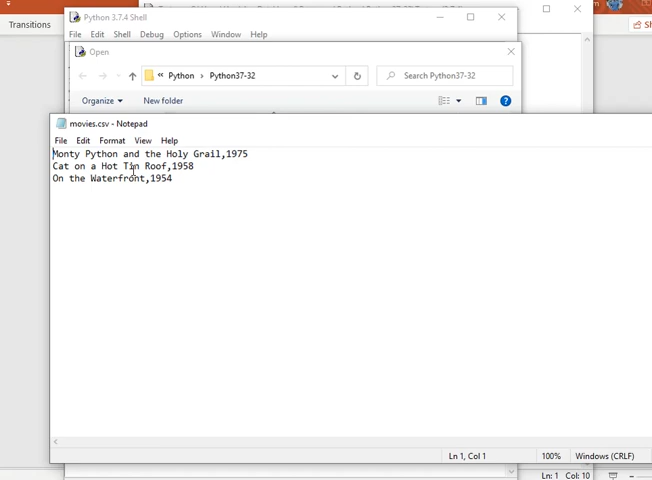 Transitions
Python 3.7.4 Shell
File Edit Shell Debug Options Window Help
Open
« Python › Python37-32
Search Python37-32
Organize
New folder
movies.csv - Notepad
File Edit Format View Help
Monty Python and the Holy Grail,1975
Cat on a Hot Tin Roof,1958
On the Waterfront,1954
Ln 1, Col 1
100%
Windows (CRLF)
Ln: 1 Col: 10